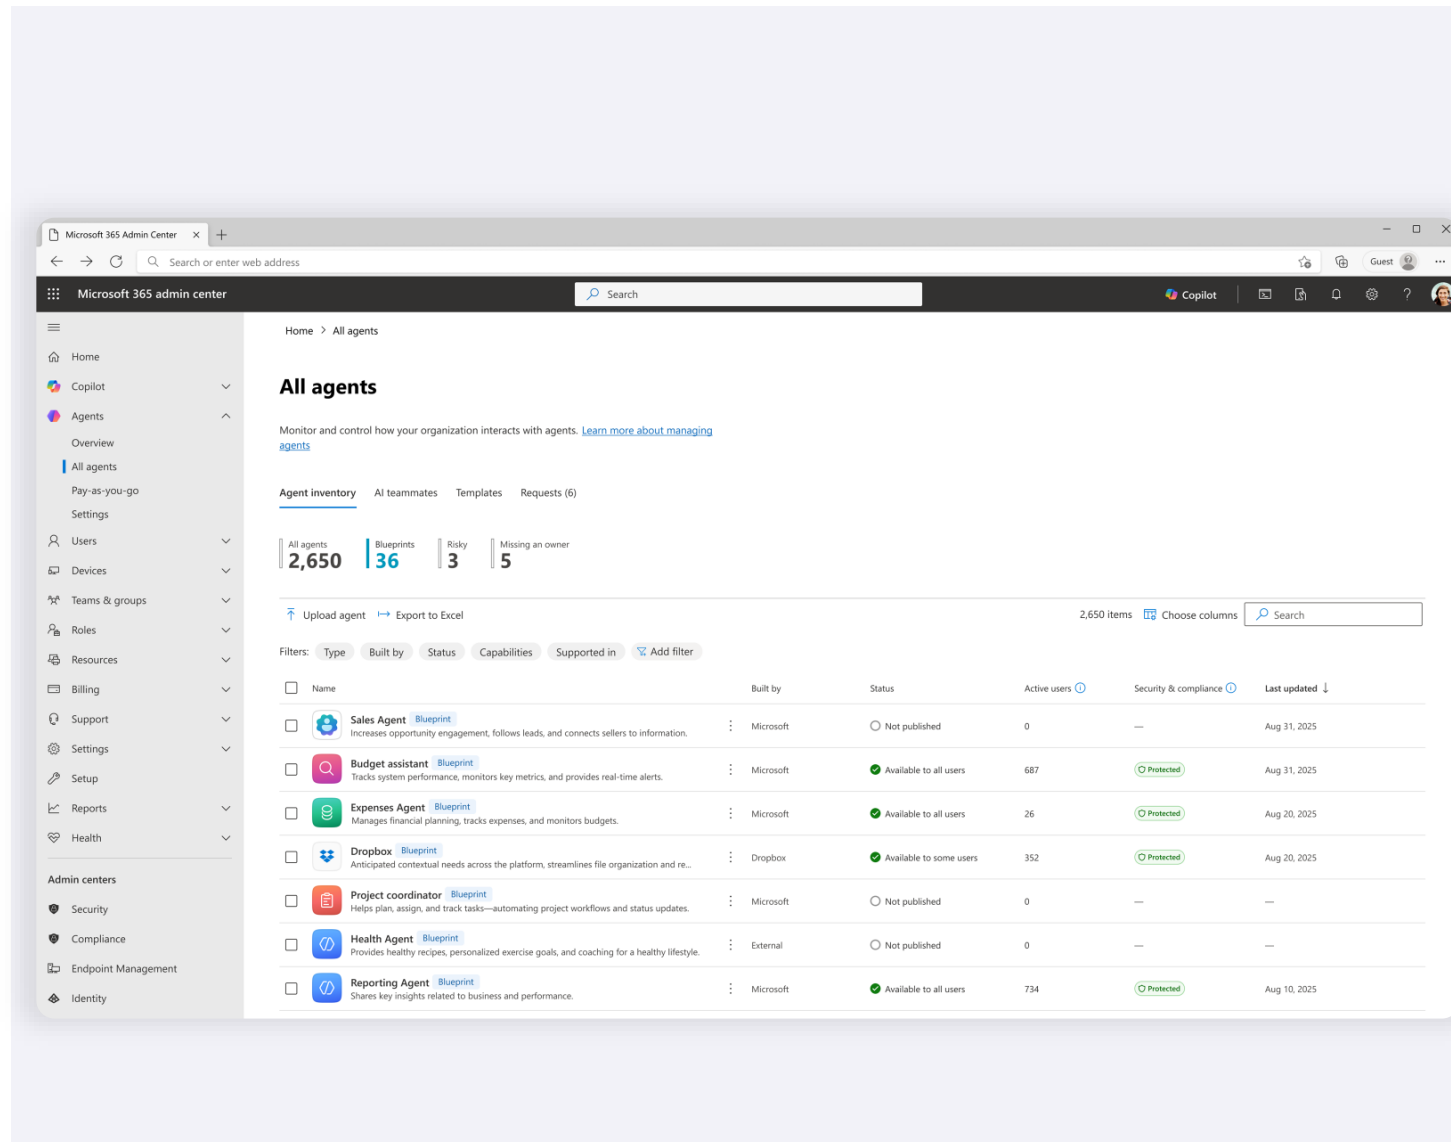 Microsoft 365 Admin Center
Search or enter web address
Guest
Microsoft 365 admin center
Search
Copilot
Home
Copilot
Agents
Overview
All agents
Pay-as-you-go
Settings
Users
Devices
Teams & groups
Roles
Resources
Billing
Support
Settings
Setup
Reports
Health
Admin centers
Security
Compliance
Endpoint Management
Identity
Home > All agents
All agents
Monitor and control how your organization interacts with agents. Learn more about managing
agents
Agent inventory AI teammates Templates Requests (6)
All agents Blueprints Risky Missing an owner
2,650 36 3 5
Upload agent Export to Excel 2,650 items Choose columns Search
Filters: Type Built by Status Capabilities Supported in Add filter
Name Built by Status Active users Security & compliance Last updated ↓
Sales Agent Blueprint
Increases opportunity engagement, follows leads, and connects sellers to information.
Microsoft Not published 0 — Aug 31, 2025
Budget assistant Blueprint
Tracks system performance, monitors key metrics, and provides real-time alerts.
Microsoft Available to all users 687 Protected Aug 31, 2025
Expenses Agent Blueprint
Manages financial planning, tracks expenses, and monitors budgets.
Microsoft Available to all users 26 Protected Aug 20, 2025
Dropbox Blueprint
Anticipated contextual needs across the platform, streamlines file organization and re...
Dropbox Available to some users 352 Protected Aug 20, 2025
Project coordinator Blueprint
Helps plan, assign, and track tasks—automating project workflows and status updates.
Microsoft Not published 0 — —
Health Agent Blueprint
Provides healthy recipes, personalized exercise goals, and coaching for a healthy lifestyle.
External Not published 0 — —
Reporting Agent Blueprint
Shares key insights related to business and performance.
Microsoft Available to all users 734 Protected Aug 10, 2025